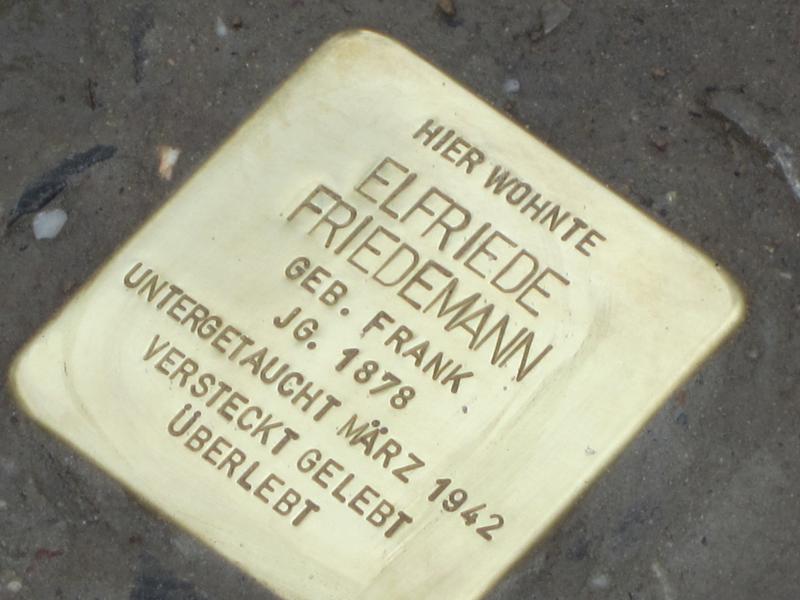 HIER WOHNTE
ELFRIEDE
FRIEDEMANN
GEB. FRANK
JG. 1878
UNTERGETAUCHT MÄRZ 1942
VERSTECKT GELEBT
ÜBERLEBT